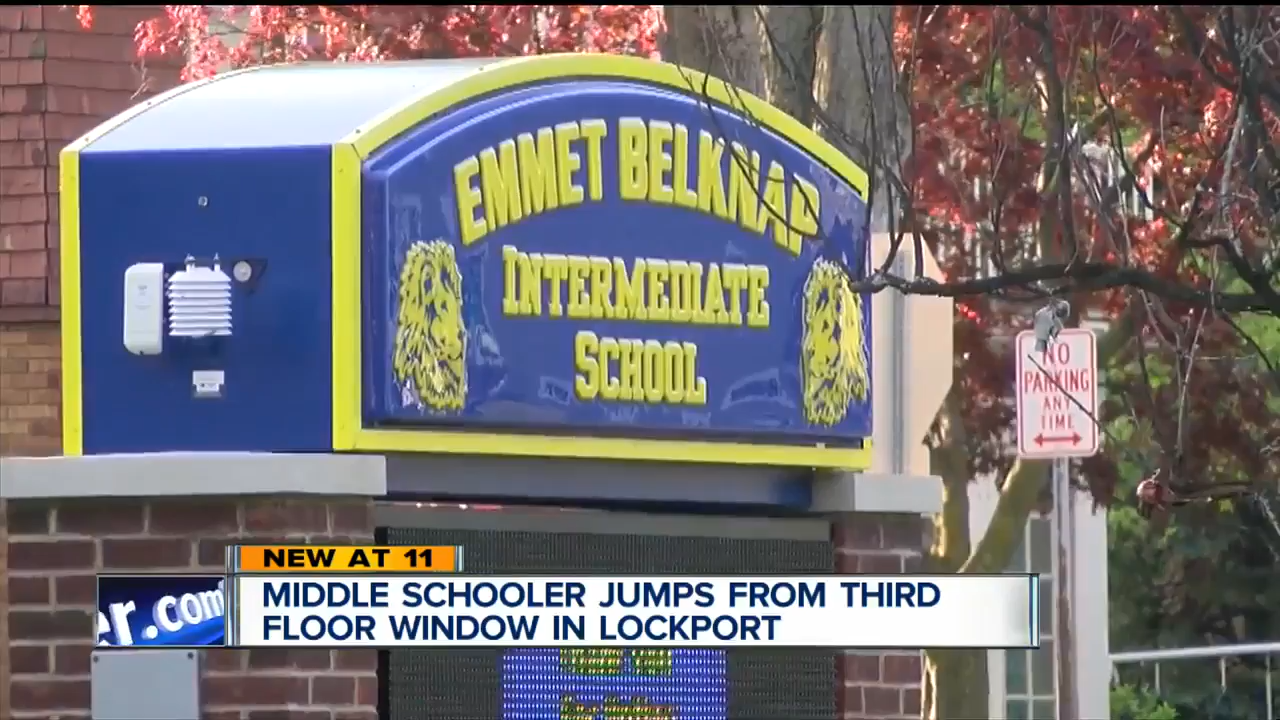 EMMET BELKNAP
INTERMEDIATE
SCHOOL
NO
PARKING
ANY
TIME
NEW AT 11
er.com
MIDDLE SCHOOLER JUMPS FROM THIRD
FLOOR WINDOW IN LOCKPORT